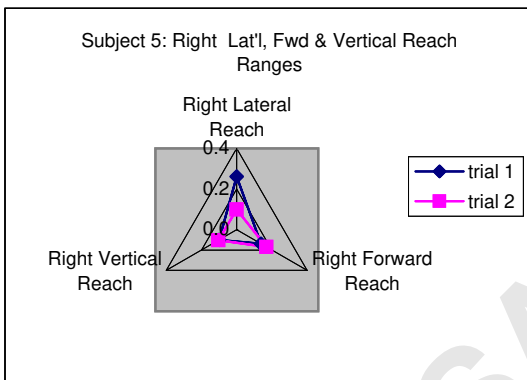 Subject 5: Right Lat'l, Fwd & Vertical Reach
Ranges
Right Lateral
Reach
0.4
0.2
0.0
Right Vertical
Reach
Right Forward
Reach
trial 1
trial 2